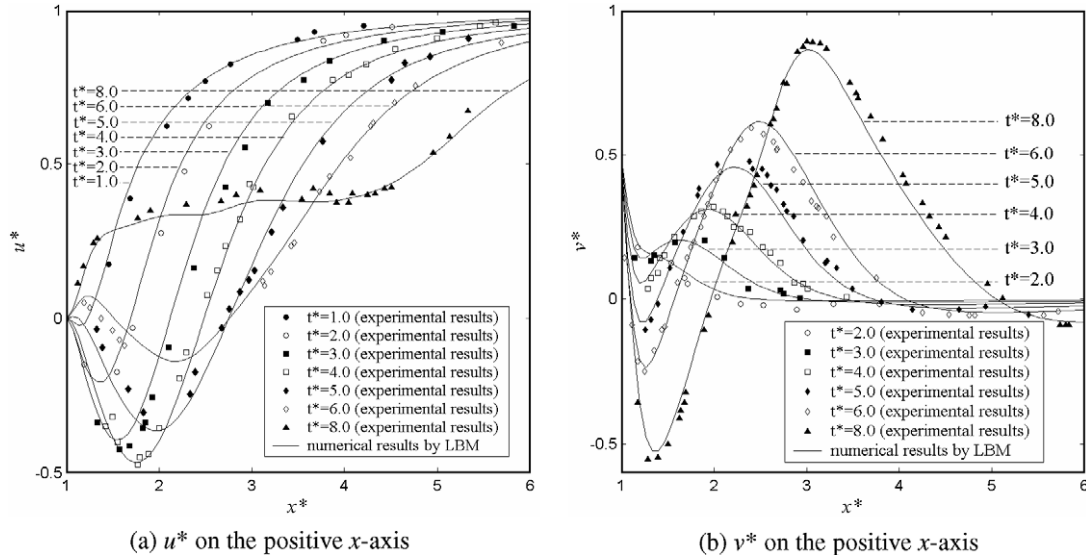 (a)
1
t*=8.0
t*=6.0
t*=5.0
t*=4.0
t*=3.0
t*=2.0
t*=1.0
0.5
u*
0
-0.5
t*=1.0 (experimental results)
t*=2.0 (experimental results)
t*=3.0 (experimental results)
t*=4.0 (experimental results)
t*=5.0 (experimental results)
t*=6.0 (experimental results)
t*=8.0 (experimental results)
numerical results by LBM
1 2 3 4 5 6
x*
(a) u* on the positive x-axis
(b)
1
t*=8.0
t*=6.0
0.5
t*=5.0
t*=4.0
v*
t*=3.0
t*=2.0
0
-0.5
t*=2.0 (experimental results)
t*=3.0 (experimental results)
t*=4.0 (experimental results)
t*=5.0 (experimental results)
t*=6.0 (experimental results)
t*=8.0 (experimental results)
numerical results by LBM
1 2 3 4 5 6
x*
(b) v* on the positive x-axis